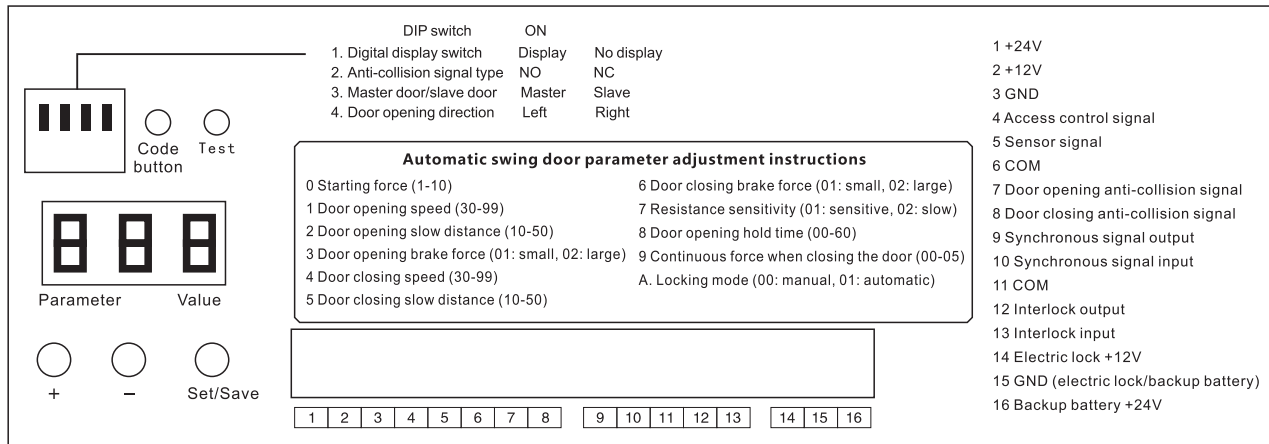 DIP switch ON
1. Digital display switch Display No display
2. Anti-collision signal type NO NC
3. Master door/slave door Master Slave
4. Door opening direction Left Right
Code button
Test
Parameter Value
+ − Set/Save
Automatic swing door parameter adjustment instructions
0 Starting force (1-10)
1 Door opening speed (30-99)
2 Door opening slow distance (10-50)
3 Door opening brake force (01: small, 02: large)
4 Door closing speed (30-99)
5 Door closing slow distance (10-50)
6 Door closing brake force (01: small, 02: large)
7 Resistance sensitivity (01: sensitive, 02: slow)
8 Door opening hold time (00-60)
9 Continuous force when closing the door (00-05)
A. Locking mode (00: manual, 01: automatic)
8 8 8
1 2 3 4 5 6 7 8 9 10 11 12 13 14 15 16
1 +24V
2 +12V
3 GND
4 Access control signal
5 Sensor signal
6 COM
7 Door opening anti-collision signal
8 Door closing anti-collision signal
9 Synchronous signal output
10 Synchronous signal input
11 COM
12 Interlock output
13 Interlock input
14 Electric lock +12V
15 GND (electric lock/backup battery)
16 Backup battery +24V